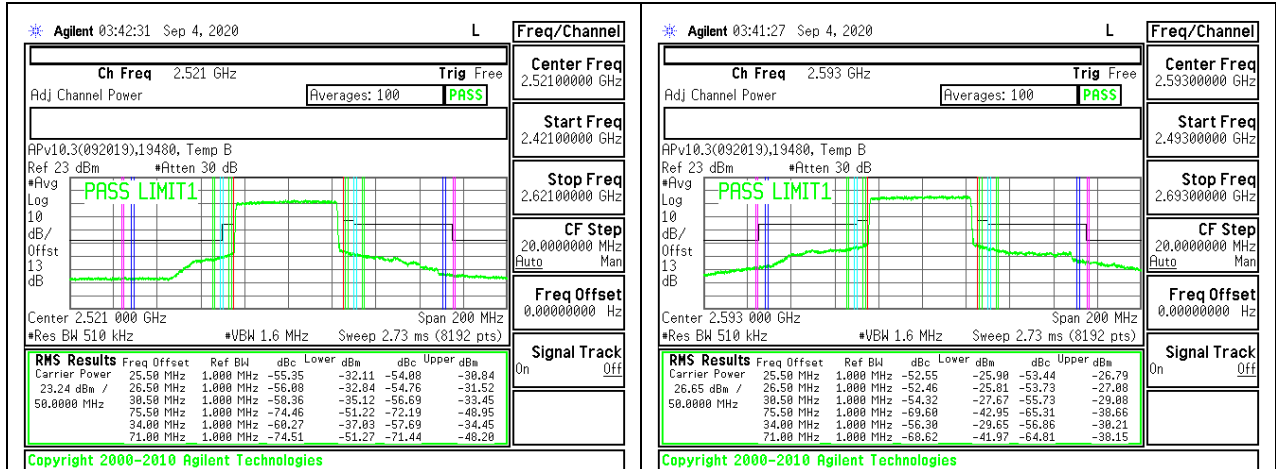 Agilent 03:42:31 Sep 4, 2020 L
Freq/Channel
Ch Freq 2.521 GHz Trig Free
Adj Channel Power Averages: 100 PASS
APv10.3(092019),19480, Temp B
Ref 23 dBm #Atten 30 dB
#Avg
Log
10
dB/
Offst
13
dB
PASS LIMIT1
Center 2.521 000 GHz Span 200 MHz
#Res BW 510 kHz #VBW 1.6 MHz Sweep 2.73 ms (8192 pts)
RMS Results Freq Offset Ref BW dBc Lower dBm dBc Upper dBm
Carrier Power 25.50 MHz 1.000 MHz -55.35 -32.11 -54.08 -30.84
23.24 dBm / 26.50 MHz 1.000 MHz -56.08 -32.84 -54.76 -31.52
50.0000 MHz 30.50 MHz 1.000 MHz -58.36 -35.12 -56.69 -33.45
75.50 MHz 1.000 MHz -74.46 -51.22 -72.19 -48.95
34.00 MHz 1.000 MHz -60.27 -37.03 -57.69 -34.45
71.00 MHz 1.000 MHz -74.51 -51.27 -71.44 -48.20
Copyright 2000-2010 Agilent Technologies
Center Freq
2.52100000 GHz
Start Freq
2.42100000 GHz
Stop Freq
2.62100000 GHz
CF Step
20.0000000 MHz
Auto Man
Freq Offset
0.00000000 Hz
Signal Track
On Off
Agilent 03:41:27 Sep 4, 2020 L
Freq/Channel
Ch Freq 2.593 GHz Trig Free
Adj Channel Power Averages: 100 PASS
APv10.3(092019),19480, Temp B
Ref 23 dBm #Atten 30 dB
#Avg
Log
10
dB/
Offst
13
dB
PASS LIMIT1
Center 2.593 000 GHz Span 200 MHz
#Res BW 510 kHz #VBW 1.6 MHz Sweep 2.73 ms (8192 pts)
RMS Results Freq Offset Ref BW dBc Lower dBm dBc Upper dBm
Carrier Power 25.50 MHz 1.000 MHz -52.55 -25.90 -53.44 -26.79
26.65 dBm / 26.50 MHz 1.000 MHz -52.46 -25.81 -53.73 -27.08
50.0000 MHz 30.50 MHz 1.000 MHz -54.32 -27.67 -55.73 -29.08
75.50 MHz 1.000 MHz -69.60 -42.95 -65.31 -38.66
34.00 MHz 1.000 MHz -56.30 -29.65 -56.86 -30.21
71.00 MHz 1.000 MHz -68.62 -41.97 -64.81 -38.15
Copyright 2000-2010 Agilent Technologies
Center Freq
2.59300000 GHz
Start Freq
2.49300000 GHz
Stop Freq
2.69300000 GHz
CF Step
20.0000000 MHz
Auto Man
Freq Offset
0.00000000 Hz
Signal Track
On Off